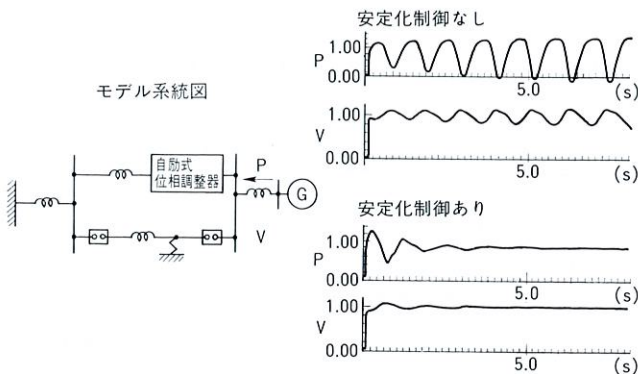 モデル系統図
自励式
位相調整器
P
G
V
安定化制御なし
P
1.00
0.00
5.0
(s)
V
1.00
0.00
5.0
(s)
安定化制御あり
P
1.00
0.00
5.0
(s)
V
1.00
0.00
5.0
(s)